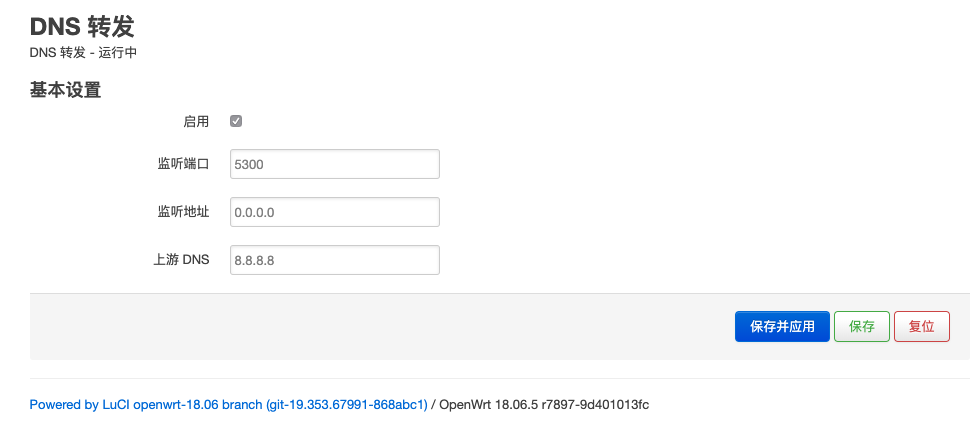 DNS 转发
DNS 转发 - 运行中
基本设置
启用
监听端口 5300
监听地址 0.0.0.0
上游 DNS 8.8.8.8
保存并应用 保存 复位
Powered by LuCI openwrt-18.06 branch (git-19.353.67991-868abc1) / OpenWrt 18.06.5 r7897-9d401013fc